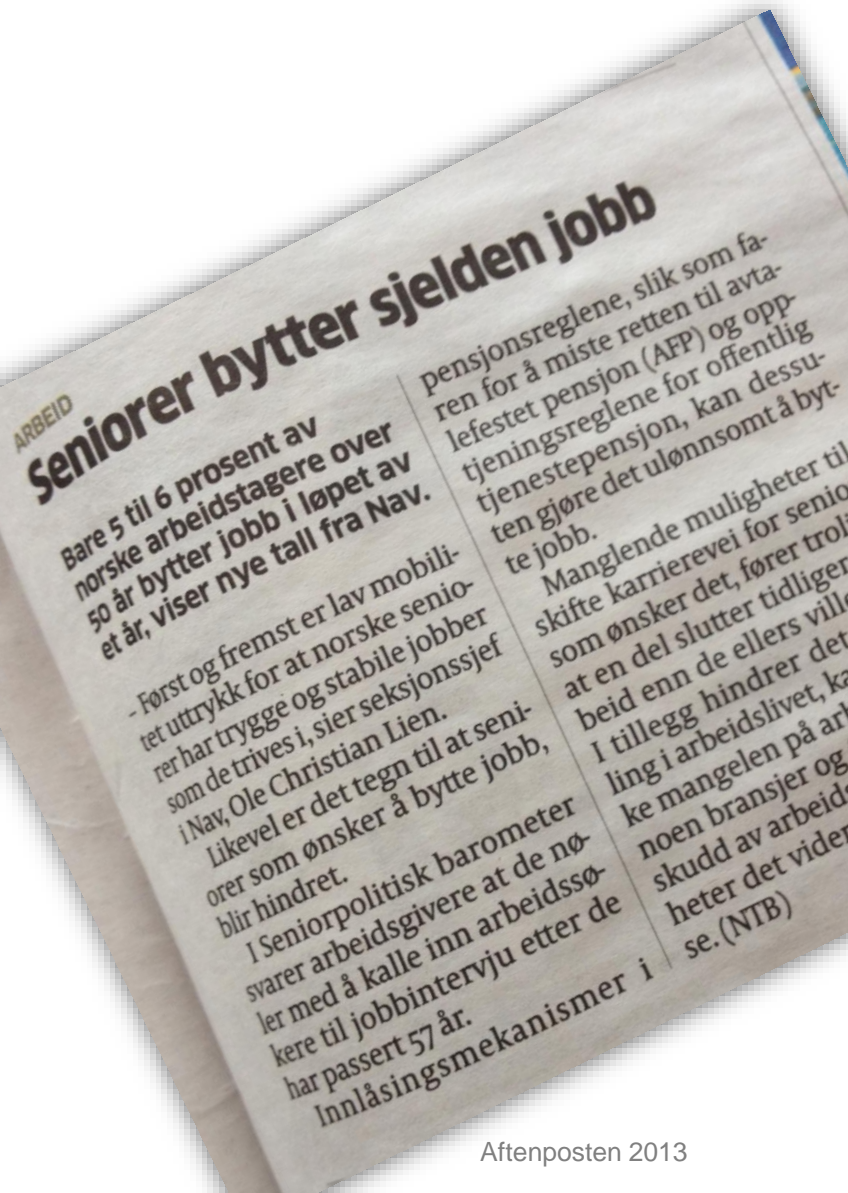 ARBEID
Seniorer bytter sjelden jobb
Bare 5 til 6 prosent av
norske arbeidstagere over
50 år bytter jobb i løpet av
et år, viser nye tall fra Nav.
- Først og fremst er lav mobili-
tet uttrykk for at norske senio-
rer har trygge og stabile jobber
som de trives i, sier seksjonssjef
i Nav, Ole Christian Lien.
Likevel er det tegn til at seni-
orer som ønsker å bytte jobb,
blir hindret.
I Seniorpolitisk barometer
svarer arbeidsgivere at de nø-
ler med å kalle inn arbeidssø-
kere til jobbintervju etter de
har passert 57 år.
Innlåsingsmekanismer i
pensjonsreglene, slik som fa-
ren for å miste retten til avta-
lefestet pensjon (AFP) og opp-
tjeningsreglene for offentlig
tjenestepensjon, kan dessu-
ten gjøre det ulønnsomt å byt-
te jobb.
Manglende muligheter til
skifte karrierevei for senio
som ønsker det, fører troli
at en del slutter tidliger
beid enn de ellers ville
I tillegg hindrer det
ling i arbeidslivet, ka
ke mangelen på arb
noen bransjer og
skudd av arbeids
heter det vider
se. (NTB)
Aftenposten 2013